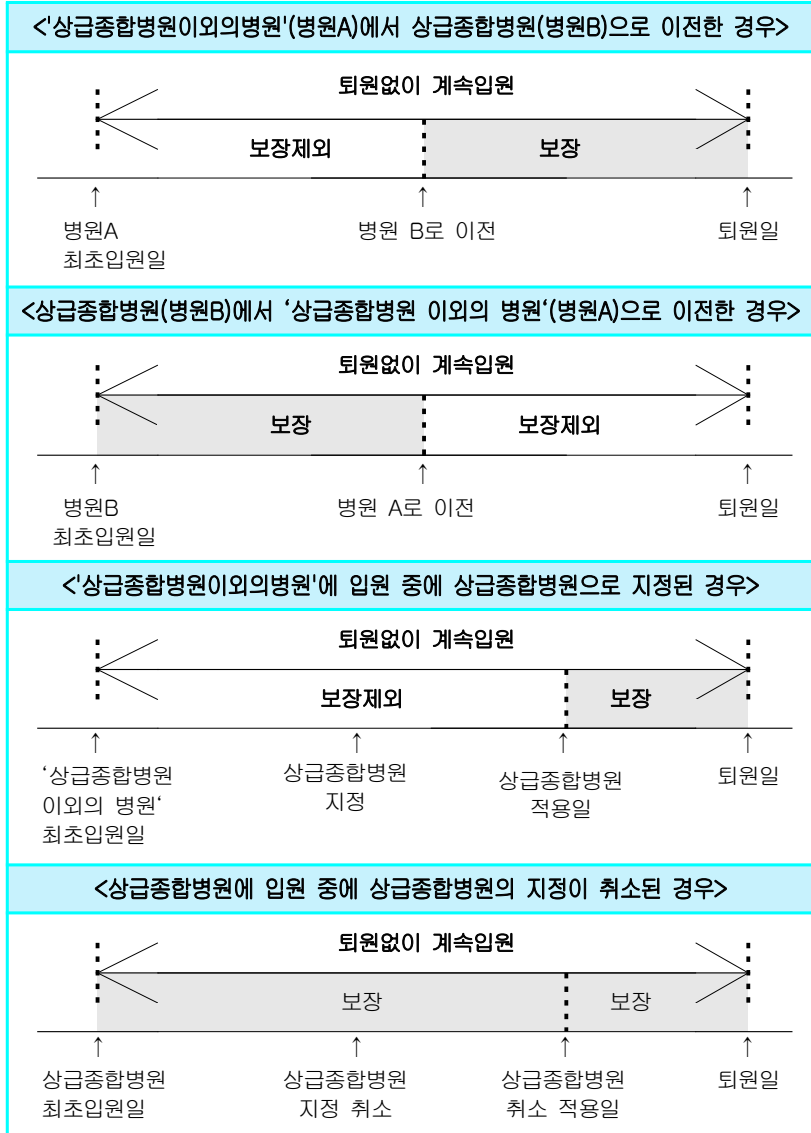 <'상급종합병원이외의병원'(병원A)에서 상급종합병원(병원B)으로 이전한 경우>
퇴원없이 계속입원
보장제외
보장
↑
↑
↑
병원A
최초입원일
병원 B로 이전
퇴원일
<상급종합병원(병원B)에서 ‘상급종합병원 이외의 병원‘(병원A)으로 이전한 경우>
퇴원없이 계속입원
보장
보장제외
↑
↑
↑
병원B
최초입원일
병원 A로 이전
퇴원일
<'상급종합병원이외의병원'에 입원 중에 상급종합병원으로 지정된 경우>
퇴원없이 계속입원
보장제외
보장
↑
↑
↑
↑
‘상급종합병원
이외의 병원‘
최초입원일
상급종합병원
지정
상급종합병원
적용일
퇴원일
<상급종합병원에 입원 중에 상급종합병원의 지정이 취소된 경우>
퇴원없이 계속입원
보장
보장
↑
↑
↑
↑
상급종합병원
최초입원일
상급종합병원
지정 취소
상급종합병원
취소 적용일
퇴원일